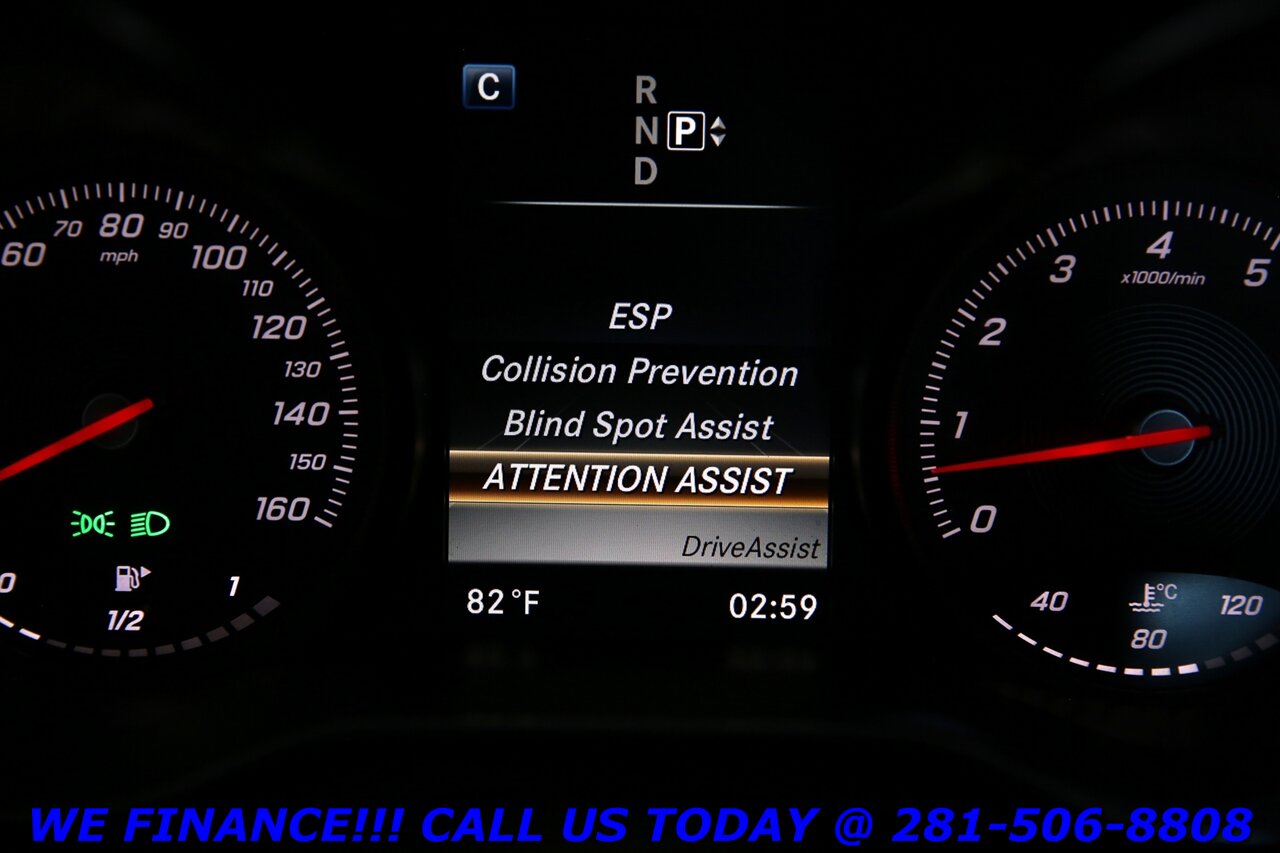 C
R
N P
D
60 70 80 90 100 110 120 130 140 150 160
mph
1 2 3 4 5
x1000/min
0
ESP
Collision Prevention
Blind Spot Assist
ATTENTION ASSIST
DriveAssist
82 °F 02:59
0 1/2 1
40 80 120
°C
WE FINANCE!!! CALL US TODAY @ 281-506-8808